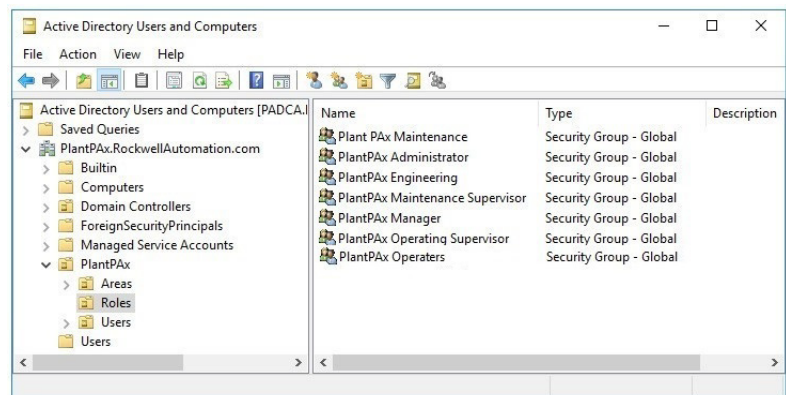 Active Directory Users and Computers
File Action View Help
Active Directory Users and Computers [PADCA.
Saved Queries
PlantPAx.RockwellAutomation.com
Builtin
Computers
Domain Controllers
ForeignSecurityPrincipals
Managed Service Accounts
PlantPAx
Areas
Roles
Users
Users
Name Type Description
Plant PAx Maintenance Security Group - Global
PlantPAx Administrator Security Group - Global
PlantPAx Engineering Security Group - Global
PlantPAx Maintenance Supervisor Security Group - Global
PlantPAx Manager Security Group - Global
PlantPAx Operating Supervisor Security Group - Global
PlantPAx Operaters Security Group - Global